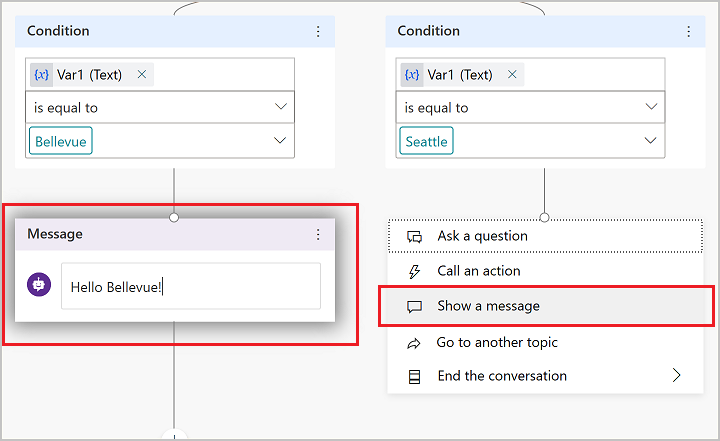 Condition
{x} Var1 (Text)
is equal to
Bellevue
Message
Hello Bellevue!
Condition
{x} Var1 (Text)
is equal to
Seattle
Ask a question
Call an action
Show a message
Go to another topic
End the conversation